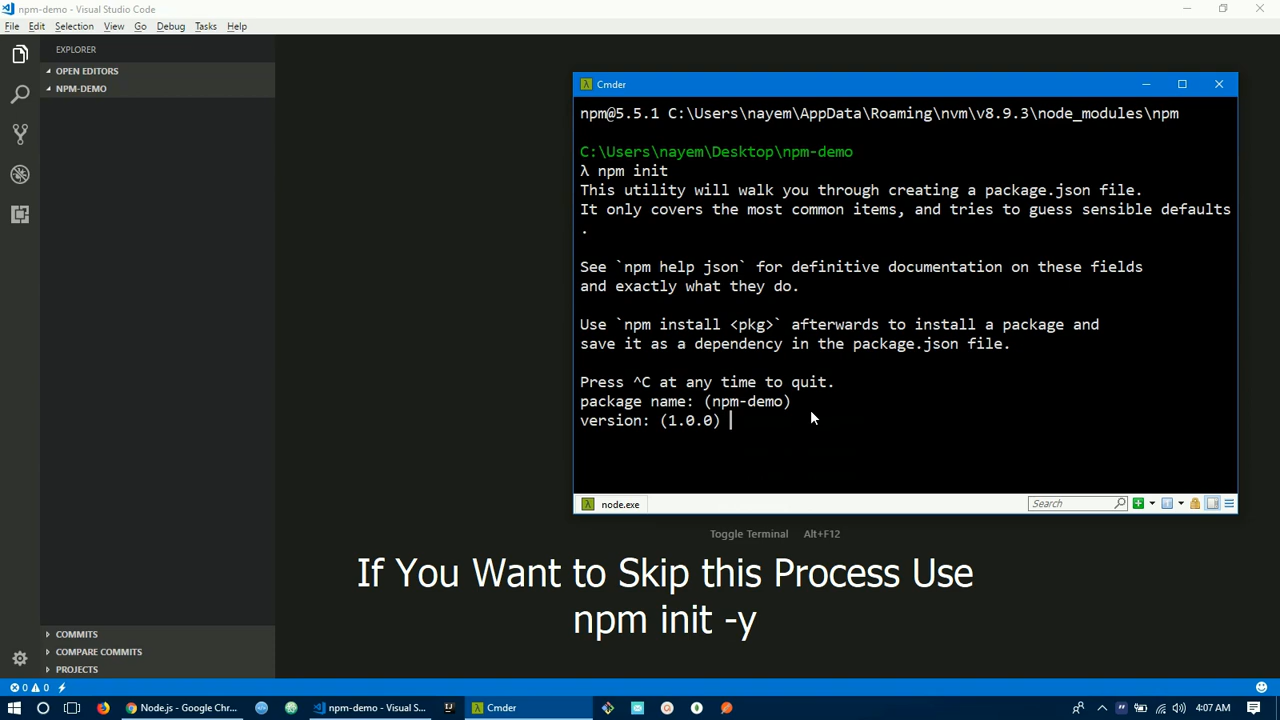 npm-demo - Visual Studio Code
File Edit Selection View Go Debug Tasks Help
EXPLORER
OPEN EDITORS
NPM-DEMO
Cmder
npm@5.5.1 C:\Users\nayem\AppData\Roaming\nvm\v8.9.3\node_modules\npm
C:\Users\nayem\Desktop\npm-demo
λ npm init
This utility will walk you through creating a package.json file.
It only covers the most common items, and tries to guess sensible defaults
.
See `npm help json` for definitive documentation on these fields
and exactly what they do.
Use `npm install <pkg>` afterwards to install a package and
save it as a dependency in the package.json file.
Press ^C at any time to quit.
package name: (npm-demo)
version: (1.0.0)
node.exe
Search
Toggle Terminal Alt+F12
If You Want to Skip this Process Use
npm init -y
COMMITS
COMPARE COMMITS
PROJECTS
0 0
Node.js - Google Chr...
npm-demo - Visual S...
Cmder
4:07 AM